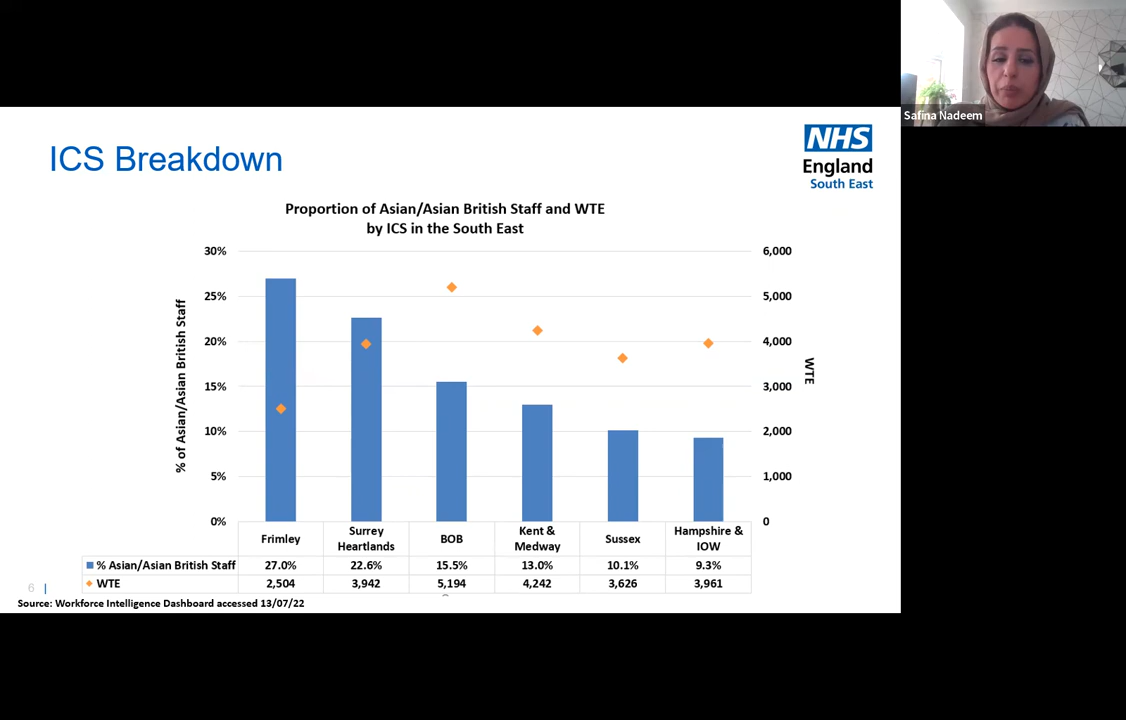 Safina Nadeem
ICS Breakdown
NHS
England
South East
Proportion of Asian/Asian British Staff and WTE
by ICS in the South East
% of Asian/Asian British Staff
30%
25%
20%
15%
10%
5%
0%
6,000
5,000
4,000
3,000
2,000
1,000
0
WTE
Frimley
Surrey
Heartlands
BOB
Kent &
Medway
Sussex
Hampshire &
IOW
% Asian/Asian British Staff 27.0% 22.6% 15.5% 13.0% 10.1% 9.3%
WTE 2,504 3,942 5,194 4,242 3,626 3,961
6 |
Source: Workforce Intelligence Dashboard accessed 13/07/22